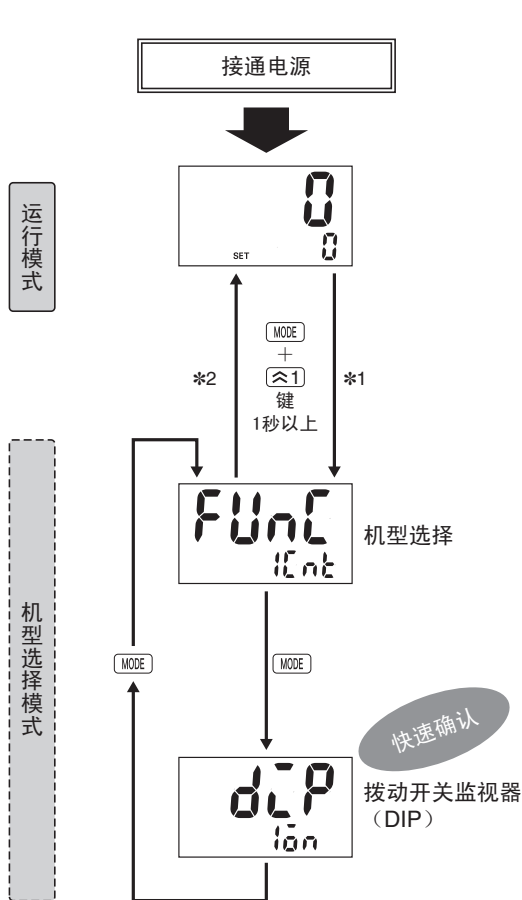 接通电源
运行模式
0
0
SET
MODE
+
1
键
1秒以上
*2
*1
FUnC
1Cnt
机型选择
机型选择模式
MODE
MODE
快速确认
diP
1on
拨动开关监视器
（DIP）